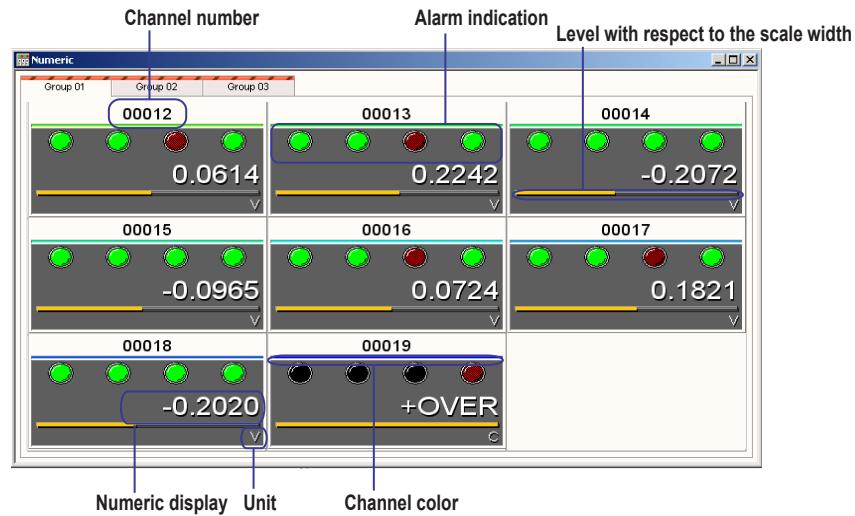 Channel number
Alarm indication
Level with respect to the scale width
Numeric
Group 01 Group 02 Group 03
00012 00013 00014
0.0614 0.2242 -0.2072
V V V
00015 00016 00017
-0.0965 0.0724 0.1821
V V V
00018 00019
-0.2020 +OVER
V C
Numeric display Unit Channel color